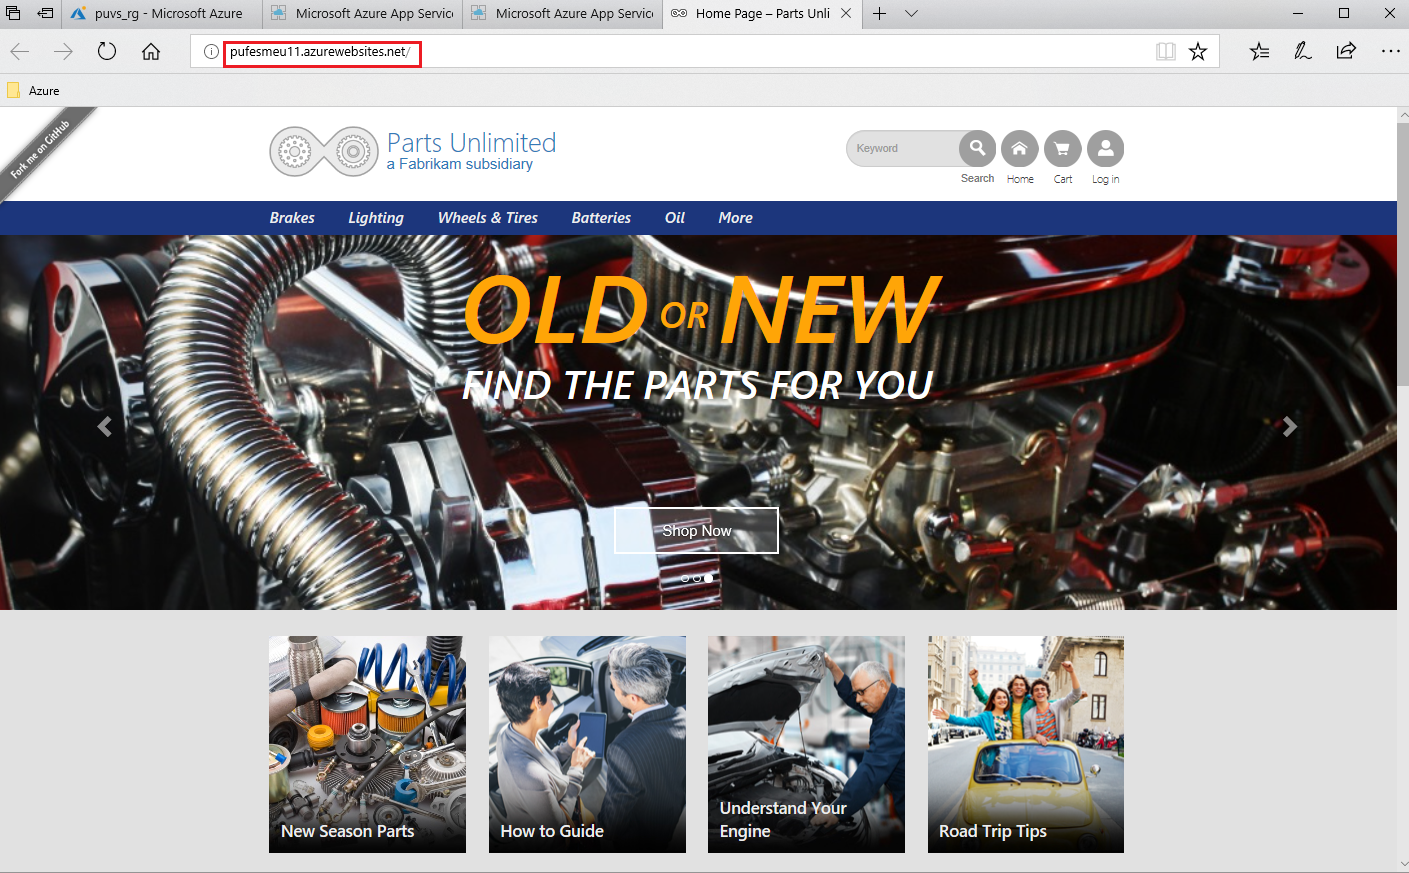 puvs_rg - Microsoft Azure
Microsoft Azure App Servic
Microsoft Azure App Servic
Home Page – Parts Unli
pufesmeu11.azurewebsites.net/
Azure
Fork me on GitHub
Parts Unlimited
a Fabrikam subsidiary
Keyword
Search
Home
Cart
Log in
Brakes
Lighting
Wheels & Tires
Batteries
Oil
More
OLD OR NEW
FIND THE PARTS FOR YOU
Shop Now
New Season Parts
How to Guide
Understand Your
Engine
Road Trip Tips